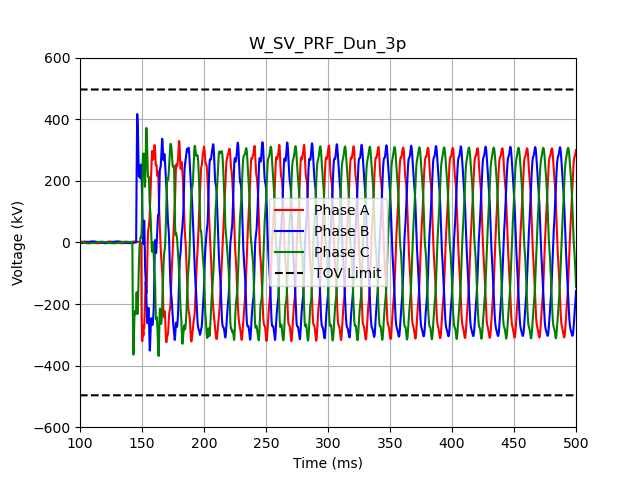 W_SV_PRF_Dun_3p
600
400
200
0
−200
−400
−600
Voltage (kV)
Phase A
Phase B
Phase C
TOV Limit
100
150
200
250
300
350
400
450
500
Time (ms)